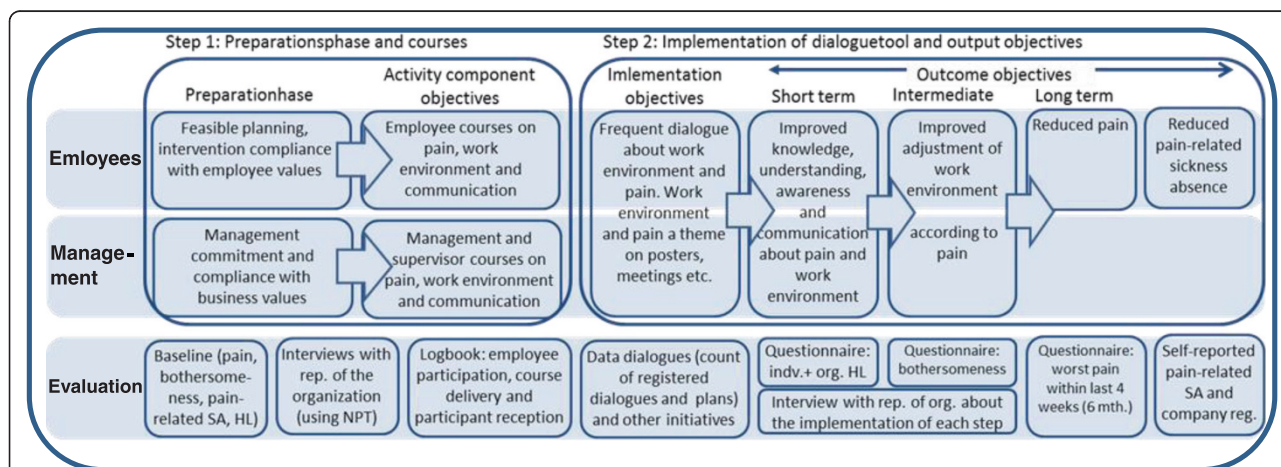 Step 1: Preparationsphase and courses
Step 2: Implementation of dialoguetool and output objectives
Preparationhase
Activity component
objectives
Imlementation
objectives
Outcome objectives
Short term
Intermediate
Long term
Emloyees
Feasible planning,
intervention compliance
with employee values
Employee courses on
pain, work
environment and
communication
Frequent dialogue
about work
environment and
pain. Work
environment
and pain a theme
on posters,
meetings etc.
Improved
knowledge,
understanding,
awareness
and
communication
about pain and
work
environment
Improved
adjustment of
work
environment
according to
pain
Reduced pain
Reduced
pain-related
sickness
absence
Manage-
ment
Management
commitment and
compliance with
business values
Management and
supervisor courses on
pain, work environment
and communication
Evaluation
Baseline (pain,
bothersome-
ness, pain-
related SA, HL)
Interviews with
rep. of the
organization
(using NPT)
Logbook: employee
participation, course
delivery and
participant reception
Data dialogues (count
of registered
dialogues and plans)
and other initiatives
Questionnaire:
indv.+ org. HL
Questionnaire:
bothersomeness
Interview with rep. of org. about
the implementation of each step
Questionnaire:
worst pain
within last 4
weeks (6 mth.)
Self-reported
pain-related
SA and
company reg.